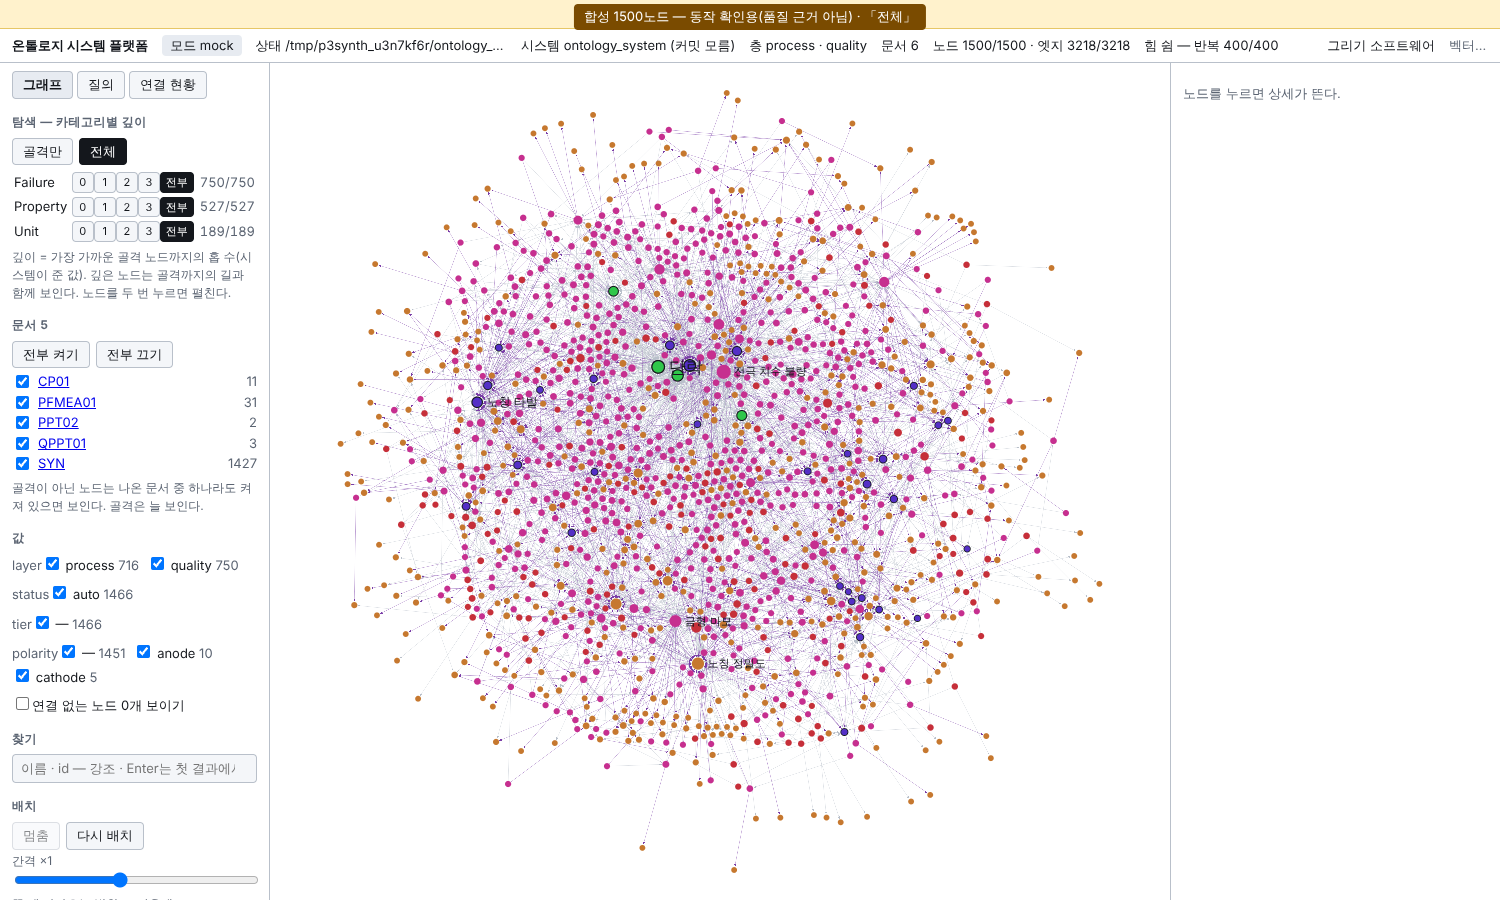 합성 1500노드 — 동작 확인용(품질 근거 아님) · 「전체」
온톨로지 시스템 플랫폼 모드 mock 상태 /tmp/p3synth_u3n7kf6r/ontology_... 시스템 ontology_system (커밋 모름) 층 process · quality 문서 6 노드 1500/1500 · 엣지 3218/3218 힘 쉼 — 반복 400/400 그리기 소프트웨어 벡터...
그래프 질의 연결 현황
노드를 누르면 상세가 뜬다.
탐색 — 카테고리별 깊이
골격만 전체
Failure 0 1 2 3 전부 750/750
Property 0 1 2 3 전부 527/527
Unit 0 1 2 3 전부 189/189
깊이 = 가장 가까운 골격 노드까지의 홉 수(시
스템이 준 값). 깊은 노드는 골격까지의 길과
함께 보인다. 노드를 두 번 누르면 펼친다.
문서 5
전부 켜기 전부 끄기
CP01 11
PFMEA01 31
PPT02 2
QPPT01 3
SYN 1427
골격이 아닌 노드는 나온 문서 중 하나라도 켜
져 있으면 보인다. 골격은 늘 보인다.
값
layer process 716 quality 750
status auto 1466
tier — 1466
polarity — 1451 anode 10
cathode 5
연결 없는 노드 0개 보이기
찾기
이름 · id — 강조 · Enter는 첫 결과에서
배치
멈춤 다시 배치
간격 ×1
전극 치수 불량
노칭 타발
금형 마모
노칭 정밀도